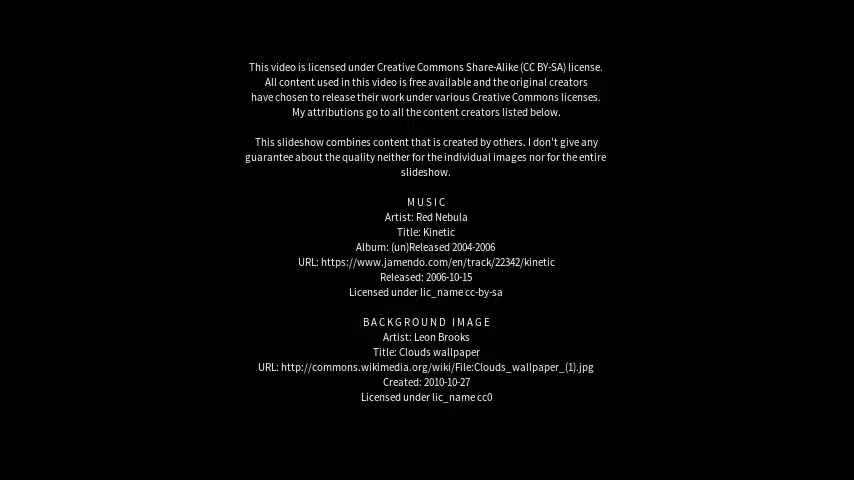 This video is licensed under Creative Commons Share-Alike (CC BY-SA) license.
All content used in this video is free available and the original creators
have chosen to release their work under various Creative Commons licenses.
My attributions go to all the content creators listed below.
This slideshow combines content that is created by others. I don't give any
guarantee about the quality neither for the individual images nor for the entire
slideshow.
M U S I C
Artist: Red Nebula
Title: Kinetic
Album: (un)Released 2004-2006
URL: https://www.jamendo.com/en/track/22342/kinetic
Released: 2006-10-15
Licensed under lic_name cc-by-sa
B A C K G R O U N D   I M A G E
Artist: Leon Brooks
Title: Clouds wallpaper
URL: http://commons.wikimedia.org/wiki/File:Clouds_wallpaper_(1).jpg
Created: 2010-10-27
Licensed under lic_name cc0